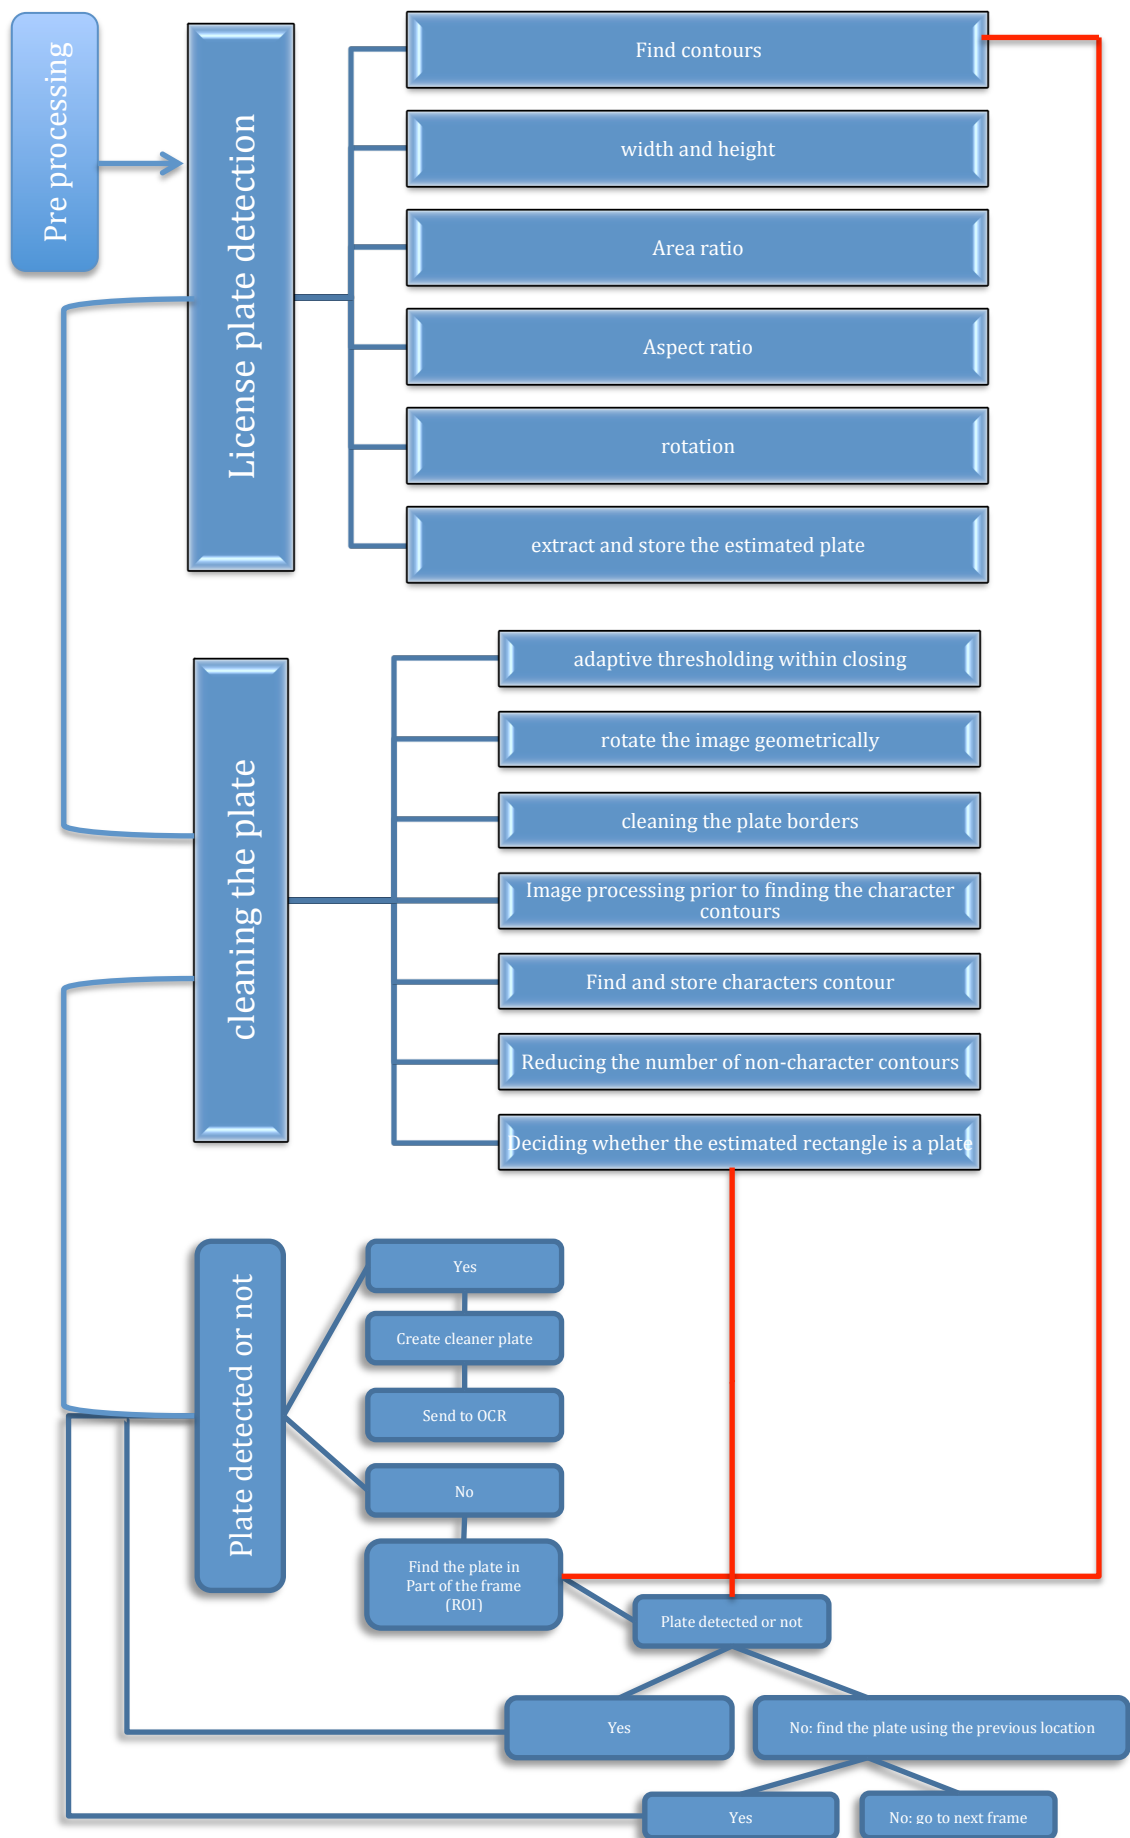 Pre processing
License plate detection
Find contours
width and height
Area ratio
Aspect ratio
rotation
extract and store the estimated plate
cleaning the plate
adaptive thresholding within closing
rotate the image geometrically
cleaning the plate borders
Image processing prior to finding the character
contours
Find and store characters contour
Reducing the number of non-character contours
Deciding whether the estimated rectangle is a plate
Plate detected or not
Yes
Create cleaner plate
Send to OCR
No
Find the plate in
Part of the frame
(ROI)
Plate detected or not
Yes
No: find the plate using the previous location
Yes
No: go to next frame